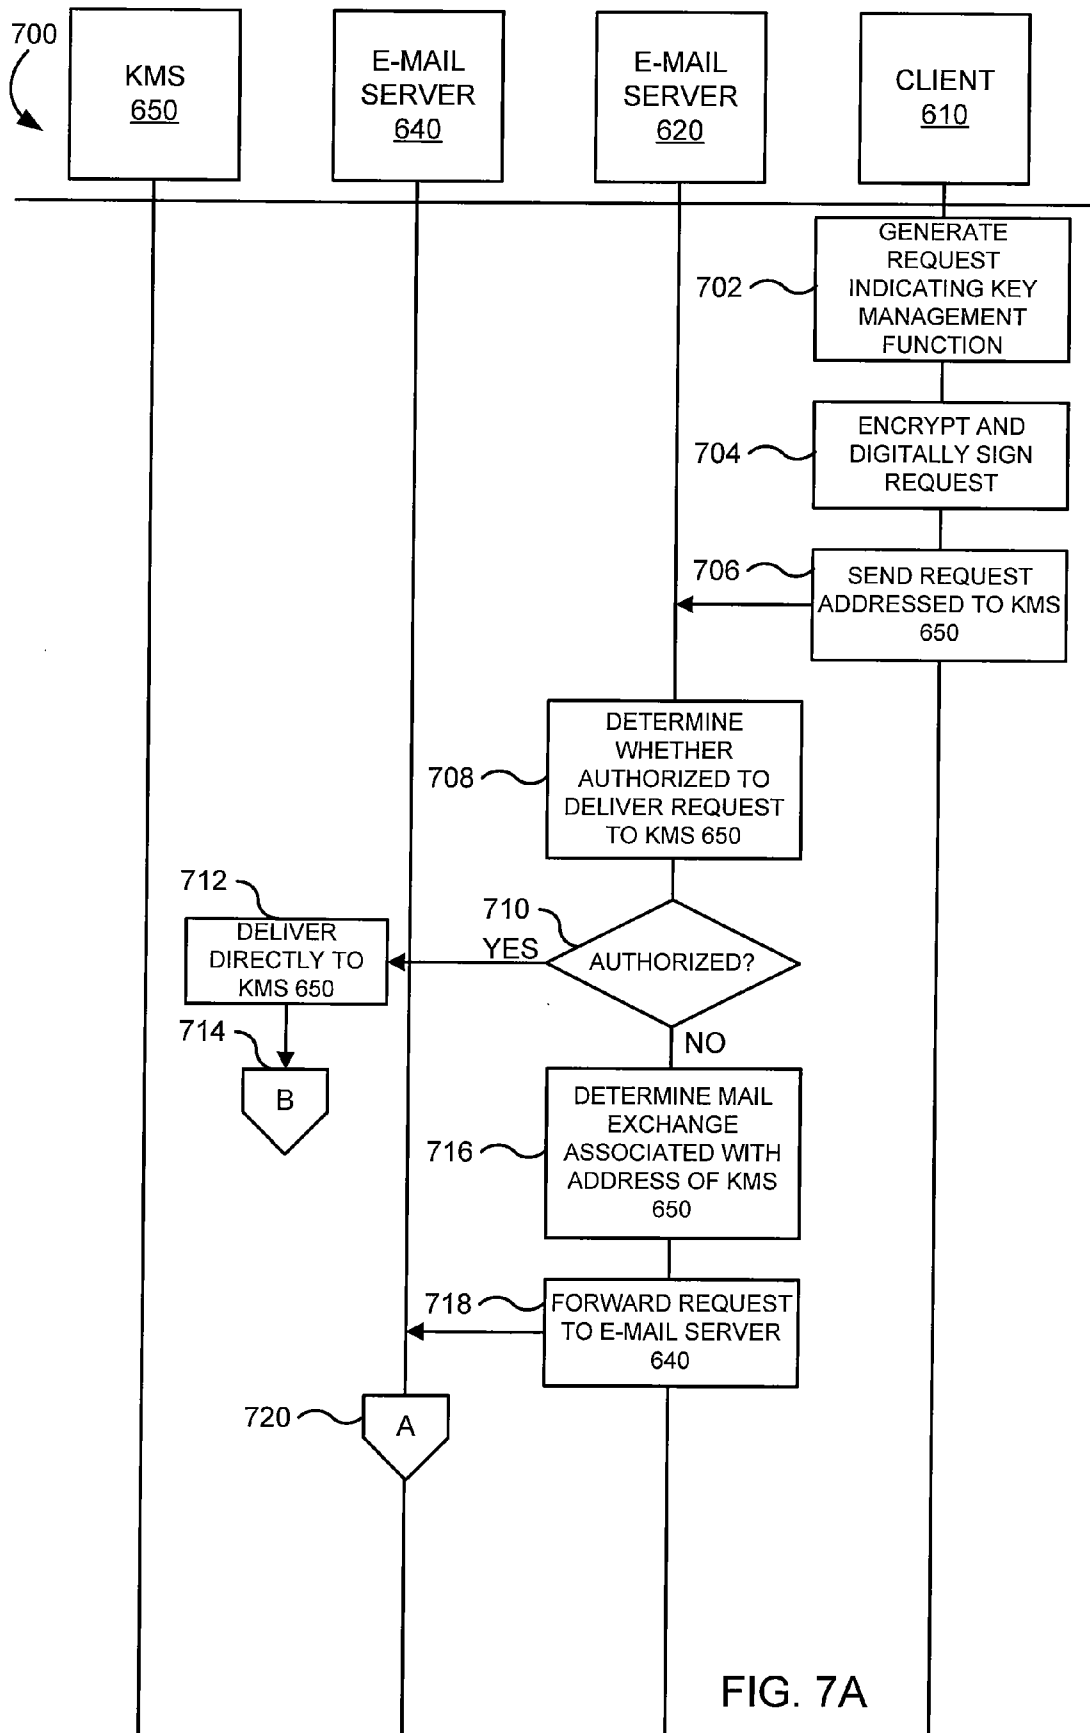 700
KMS
650
E-MAIL
SERVER
640
E-MAIL
SERVER
620
CLIENT
610
702
GENERATE
REQUEST
INDICATING KEY
MANAGEMENT
FUNCTION
704
ENCRYPT AND
DIGITALLY SIGN
REQUEST
706
SEND REQUEST
ADDRESSED TO KMS
650
708
DETERMINE
WHETHER
AUTHORIZED TO
DELIVER REQUEST
TO KMS 650
710
AUTHORIZED?
YES
712
DELIVER
DIRECTLY TO
KMS 650
714
B
NO
716
DETERMINE MAIL
EXCHANGE
ASSOCIATED WITH
ADDRESS OF KMS
650
718
FORWARD REQUEST
TO E-MAIL SERVER
640
720
A
FIG. 7A